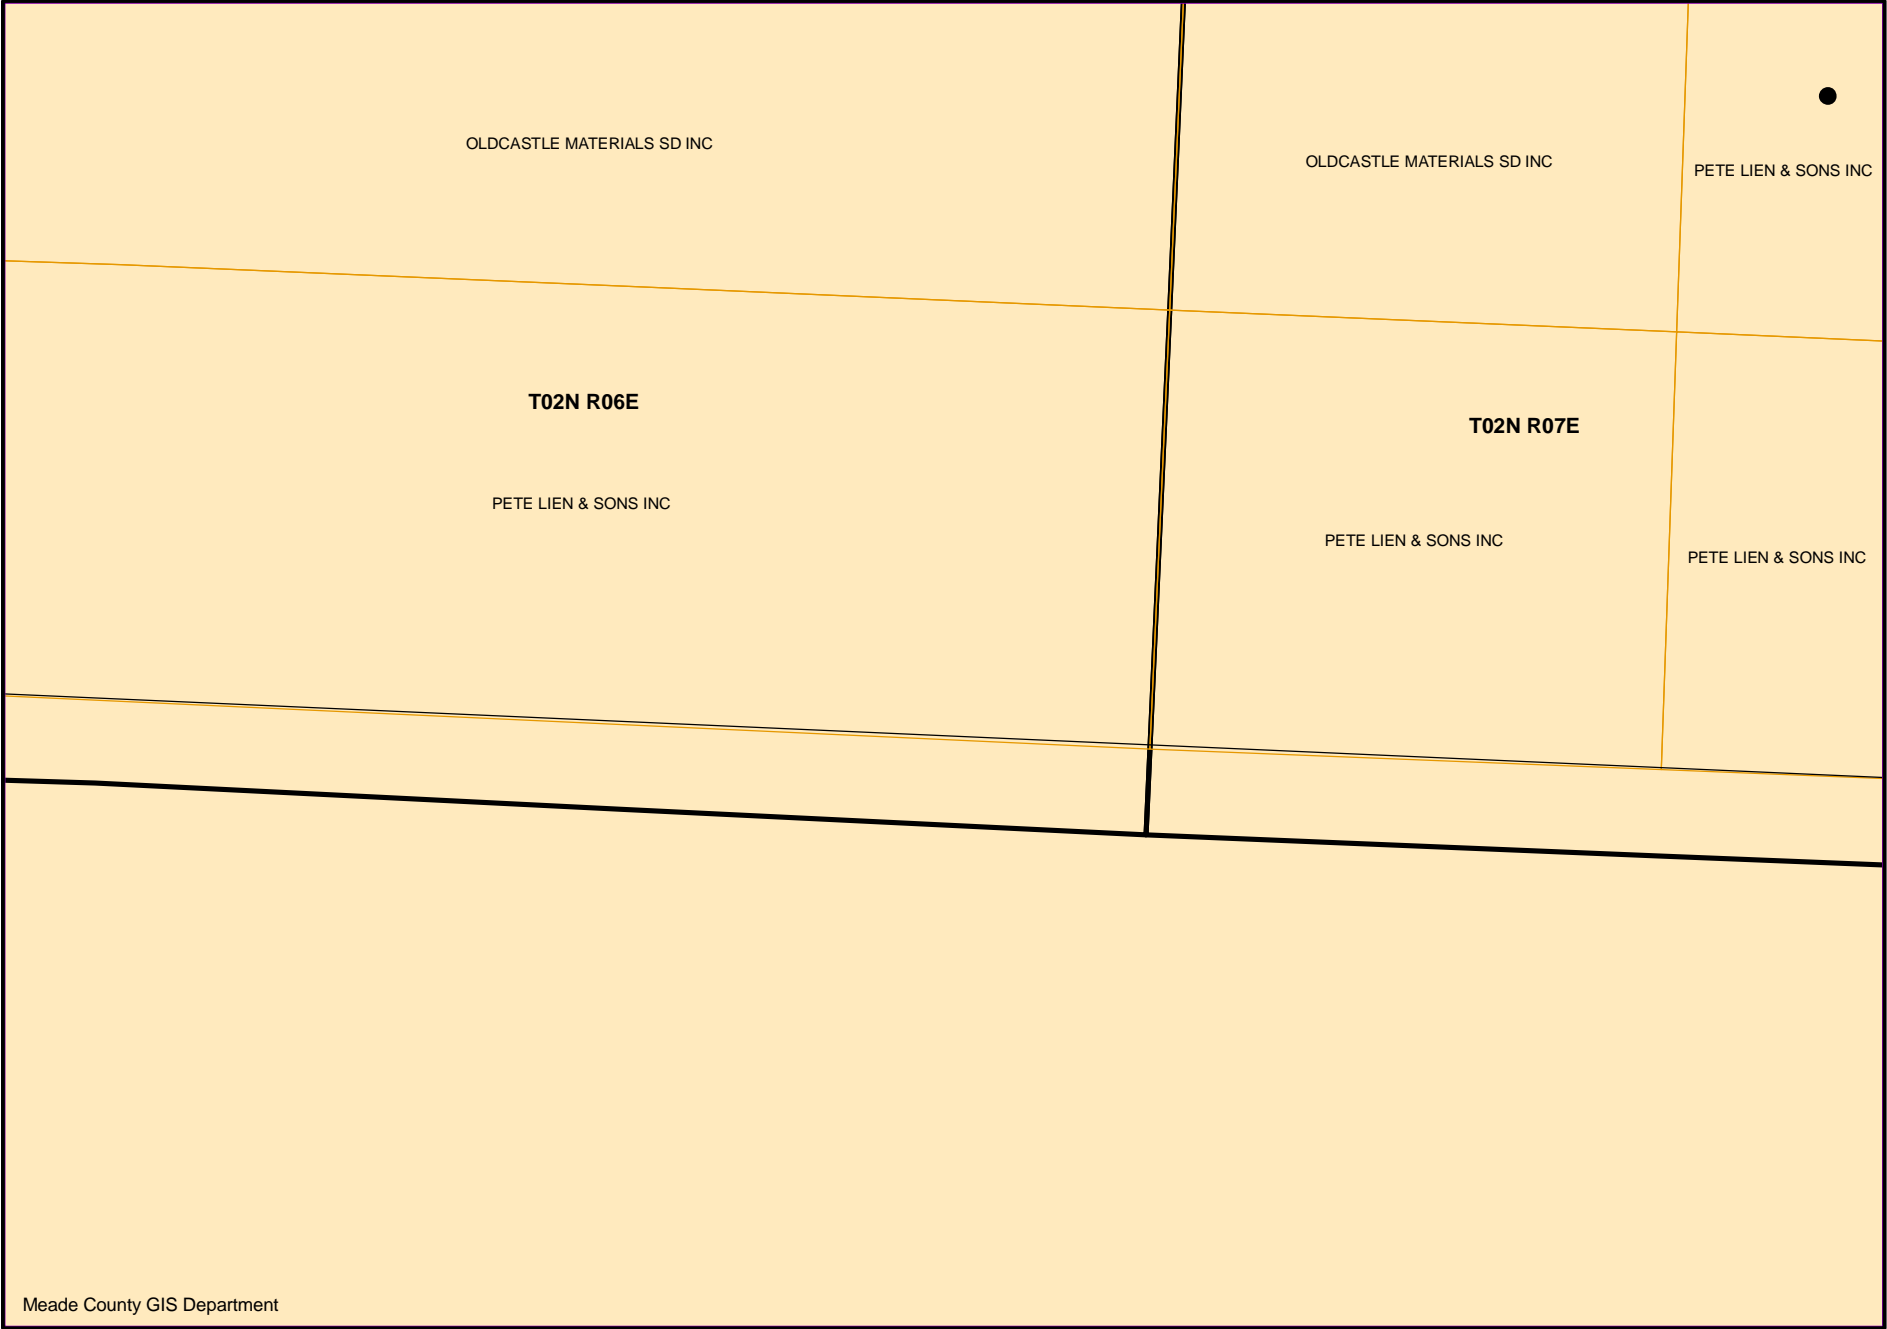 OLDCASTLE MATERIALS SD INC
OLDCASTLE MATERIALS SD INC
PETE LIEN & SONS INC
T02N R06E
T02N R07E
PETE LIEN & SONS INC
PETE LIEN & SONS INC
PETE LIEN & SONS INC
Meade County GIS Department